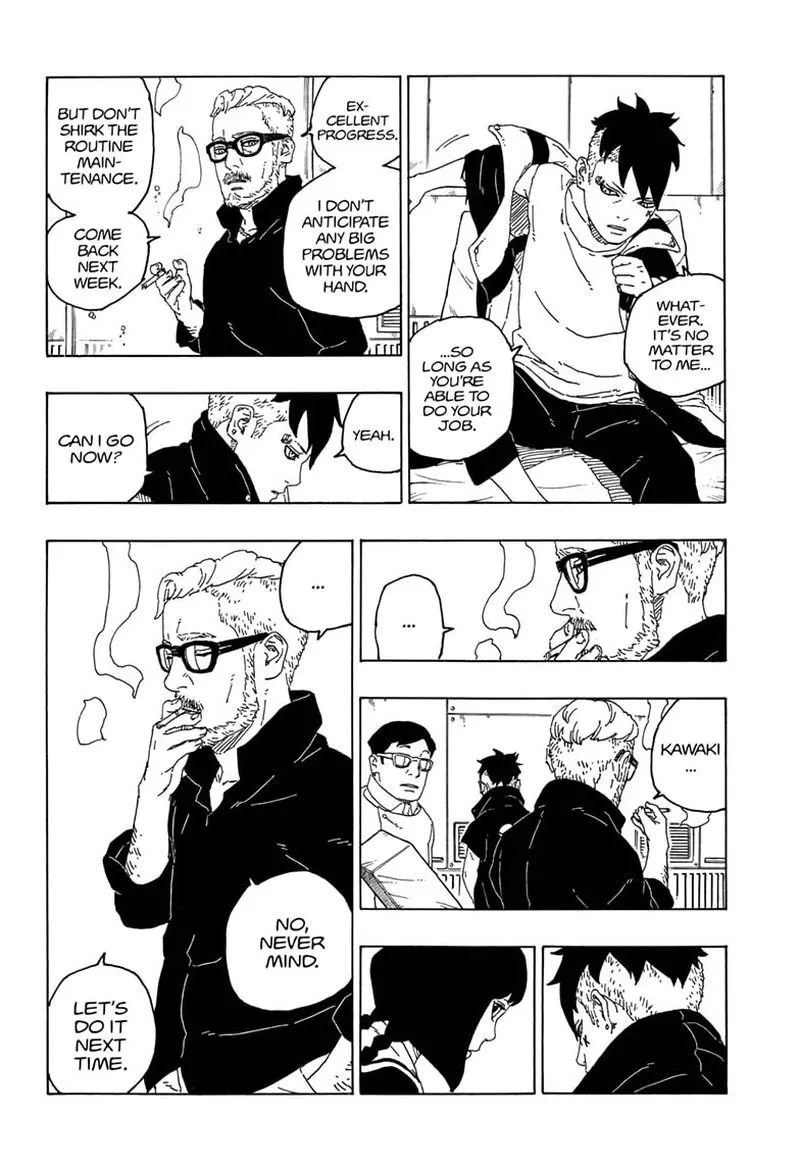 WHAT-
EVER.
IT'S NO
MATTER
TO ME...
...SO
LONG AS
YOU'RE
ABLE TO
DO YOUR
JOB.
EX-
CELLENT
PROGRESS.
I DON'T
ANTICIPATE
ANY BIG
PROBLEMS
WITH YOUR
HAND.
BUT DON'T
SHIRK THE
ROUTINE
MAIN-
TENANCE.
COME
BACK
NEXT
WEEK.
YEAH.
CAN I GO
NOW?
...
KAWAKI
...
...
NO,
NEVER
MIND.
LET'S
DO IT
NEXT
TIME.